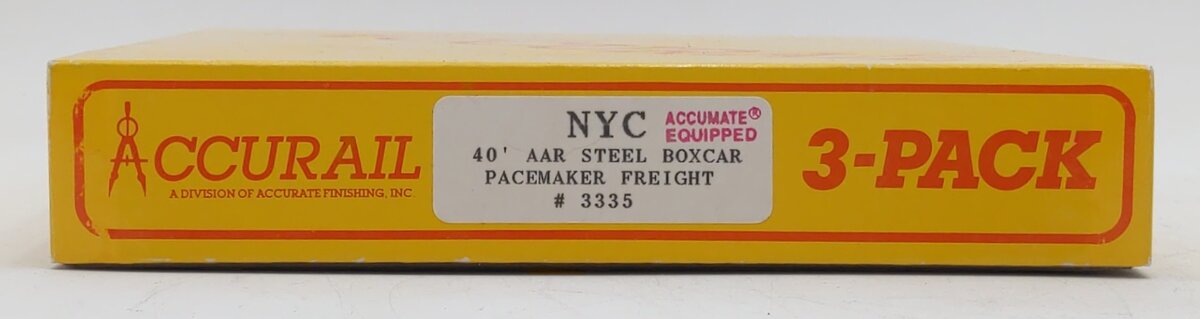 ACCURAIL
A DIVISION OF ACCURATE FINISHING, INC.
NYC
ACCUMATE®
EQUIPPED
40' AAR STEEL BOXCAR
PACEMAKER FREIGHT
# 3335
3-PACK